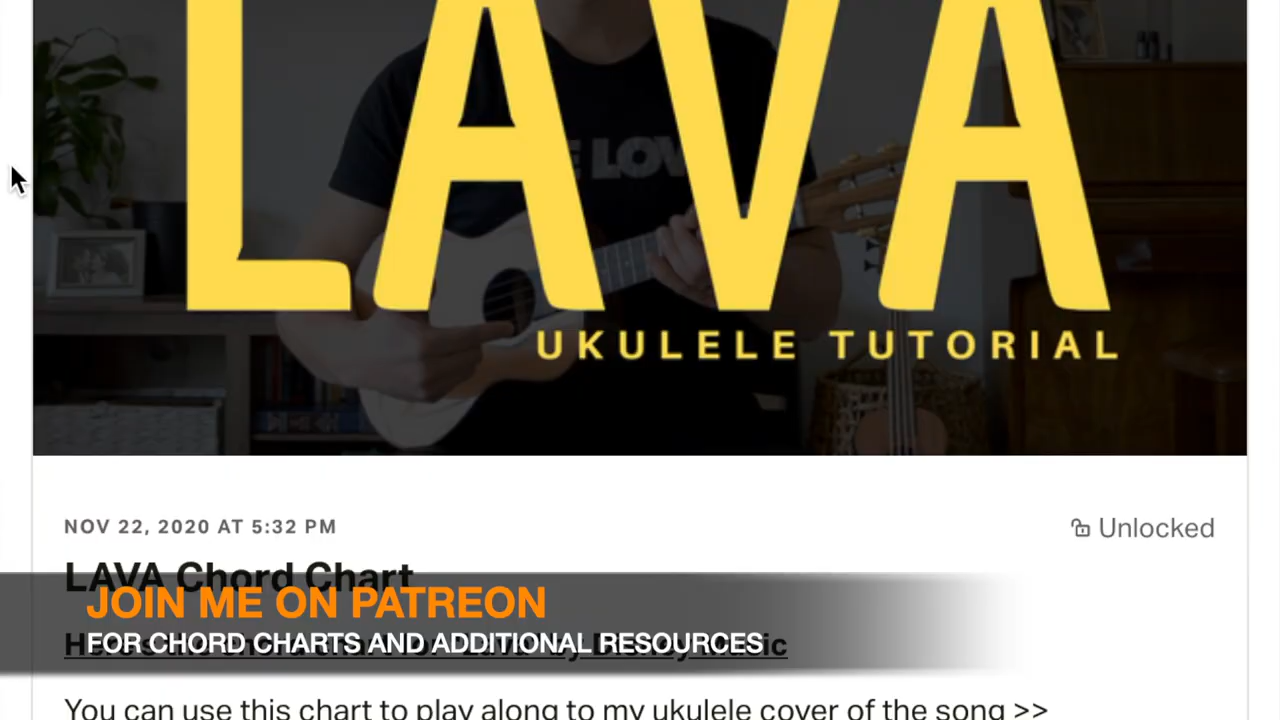 LAVA
UKULELE TUTORIAL
NOV 22, 2020 AT 5:32 PM
Unlocked
LAVA Chord Chart
JOIN ME ON PATREON
FOR CHORD CHARTS AND ADDITIONAL RESOURCES
You can use this chart to play along to my ukulele cover of the song >>